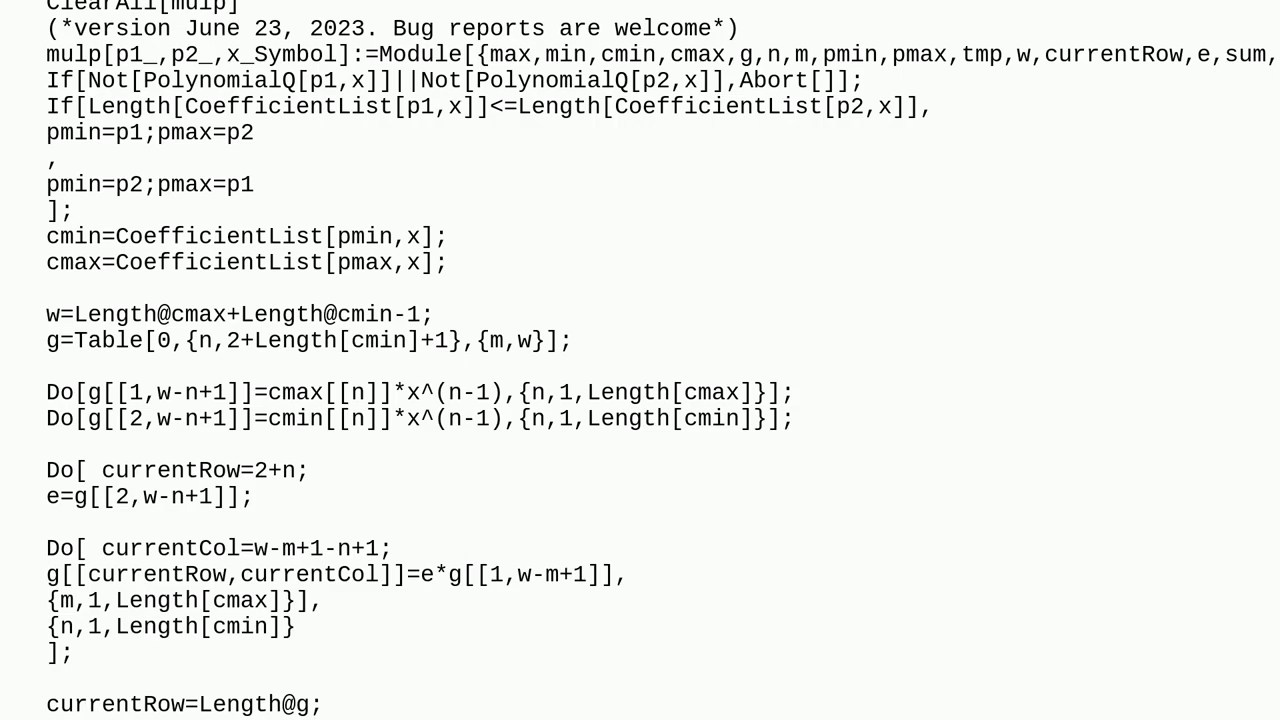 ClearAll[mulp]
(*version June 23, 2023. Bug reports are welcome*)
mulp[p1_,p2_,x_Symbol]:=Module[{max,min,cmin,cmax,g,n,m,pmin,pmax,tmp,w,currentRow,e,sum,
If[Not[PolynomialQ[p1,x]]||Not[PolynomialQ[p2,x]],Abort[]];
If[Length[CoefficientList[p1,x]]<=Length[CoefficientList[p2,x]],
pmin=p1;pmax=p2
,
pmin=p2;pmax=p1
];
cmin=CoefficientList[pmin,x];
cmax=CoefficientList[pmax,x];
w=Length@cmax+Length@cmin-1;
g=Table[0,{n,2+Length[cmin]+1},{m,w}];
Do[g[[1,w-n+1]]=cmax[[n]]*x^(n-1),{n,1,Length[cmax]}];
Do[g[[2,w-n+1]]=cmin[[n]]*x^(n-1),{n,1,Length[cmin]}];
Do[ currentRow=2+n;
e=g[[2,w-n+1]];
Do[ currentCol=w-m+1-n+1;
g[[currentRow,currentCol]]=e*g[[1,w-m+1]],
{m,1,Length[cmax]}],
{n,1,Length[cmin]}
];
currentRow=Length@g;